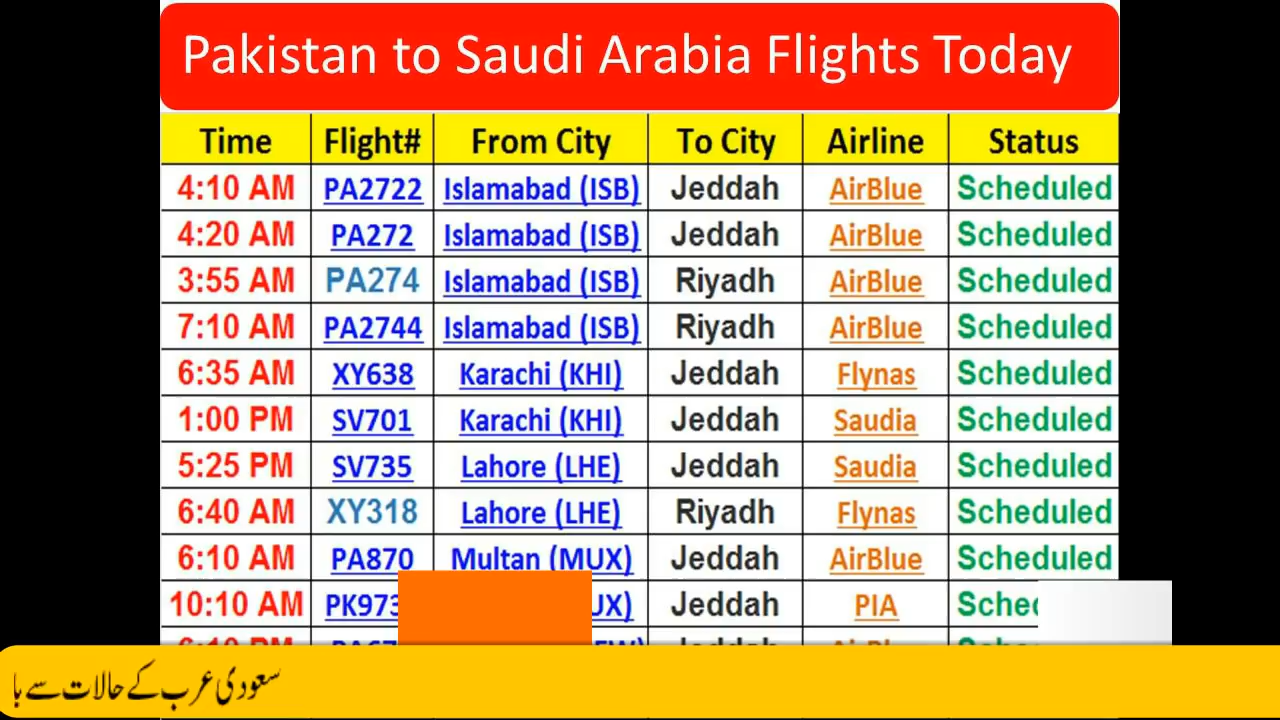 Pakistan to Saudi Arabia Flights Today
Time Flight# From City To City Airline Status
4:10 AM PA2722 Islamabad (ISB) Jeddah AirBlue Scheduled
4:20 AM PA272 Islamabad (ISB) Jeddah AirBlue Scheduled
3:55 AM PA274 Islamabad (ISB) Riyadh AirBlue Scheduled
7:10 AM PA2744 Islamabad (ISB) Riyadh AirBlue Scheduled
6:35 AM XY638 Karachi (KHI) Jeddah Flynas Scheduled
1:00 PM SV701 Karachi (KHI) Jeddah Saudia Scheduled
5:25 PM SV735 Lahore (LHE) Jeddah Saudia Scheduled
6:40 AM XY318 Lahore (LHE) Riyadh Flynas Scheduled
6:10 AM PA870 Multan (MUX) Jeddah AirBlue Scheduled
10:10 AM PK973 UX) Jeddah PIA Sche
سعودی عرب کے حالات سے با